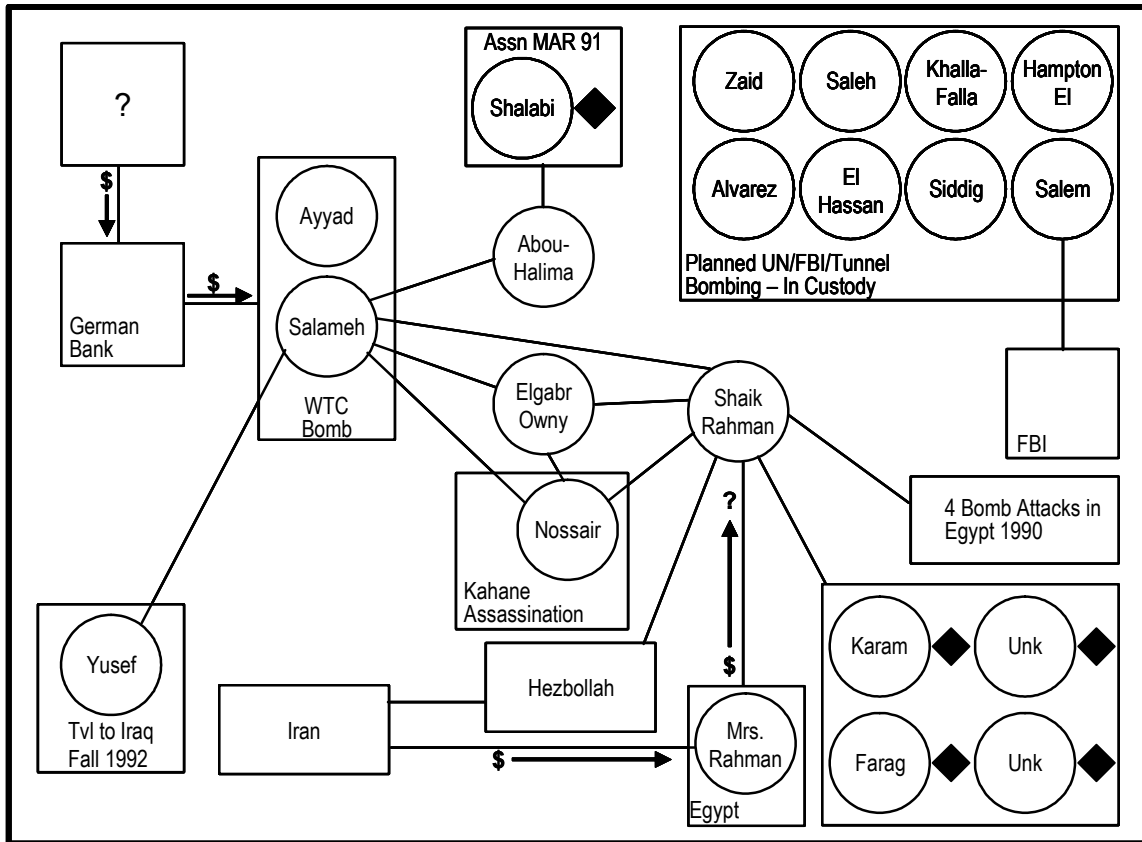 Assn MAR 91
Shalabi
Zaid
Saleh
Khalla-
Falla
Hampton
El
Alvarez
El
Hassan
Siddig
Salem
Planned UN/FBI/Tunnel
Bombing – In Custody
?
$
German
Bank
$
Ayyad
Salameh
WTC
Bomb
Abou-
Halima
Elgabr
Owny
Shaik
Rahman
FBI
Nossair
Kahane
Assassination
?
$
4 Bomb Attacks in
Egypt 1990
Yusef
Tvl to Iraq
Fall 1992
Iran
Hezbollah
$
Mrs.
Rahman
Egypt
Karam
Unk
Farag
Unk